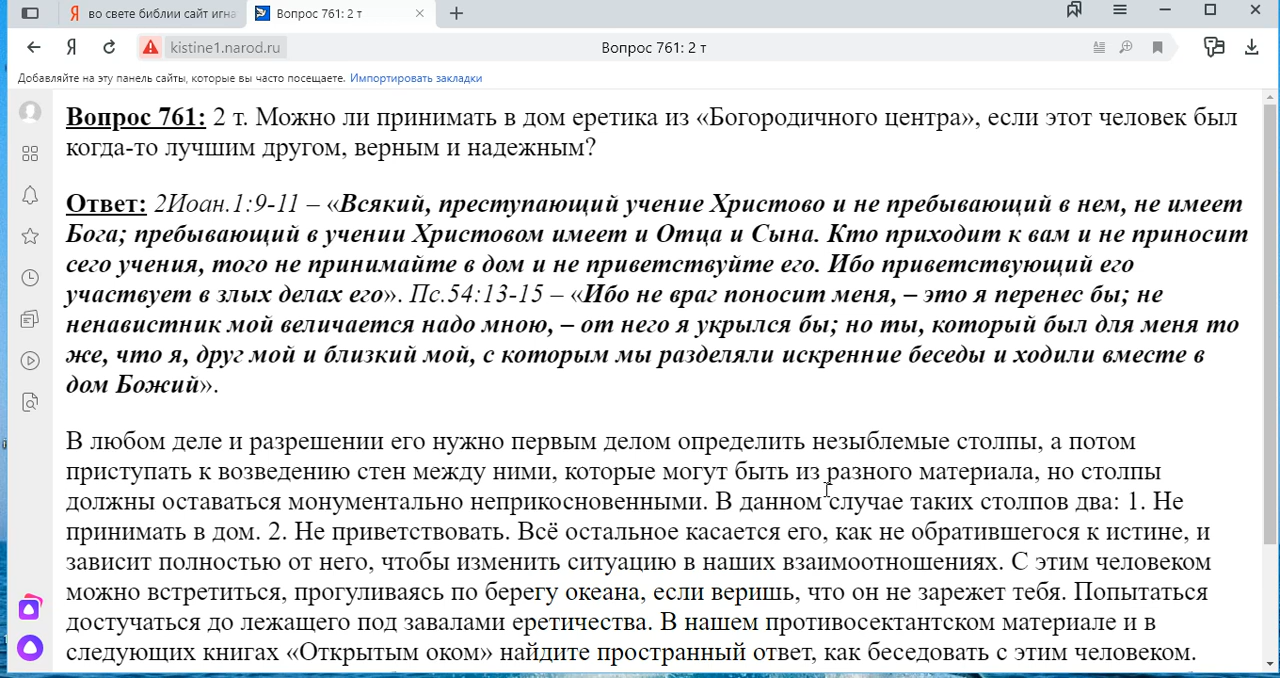 во свете библии сайт игна
Вопрос 761: 2 т
kistine1.narod.ru
Вопрос 761: 2 т
Добавляйте на эту панель сайты, которые вы часто посещаете. Импортировать закладки
Вопрос 761: 2 т. Можно ли принимать в дом еретика из «Богородичного центра», если этот человек был
когда-то лучшим другом, верным и надежным?
Ответ: 2Иоан.1:9-11 – «Всякий, преступающий учение Христово и не пребывающий в нем, не имеет
Бога; пребывающий в учении Христовом имеет и Отца и Сына. Кто приходит к вам и не приносит
сего учения, того не принимайте в дом и не приветствуйте его. Ибо приветствующий его
участвует в злых делах его». Пс.54:13-15 – «Ибо не враг поносит меня, – это я перенес бы; не
ненавистник мой величается надо мною, – от него я укрылся бы; но ты, который был для меня то
же, что я, друг мой и близкий мой, с которым мы разделяли искренние беседы и ходили вместе в
дом Божий».
В любом деле и разрешении его нужно первым делом определить незыблемые столпы, а потом
приступать к возведению стен между ними, которые могут быть из разного материала, но столпы
должны оставаться монументально неприкосновенными. В данном случае таких столпов два: 1. Не
принимать в дом. 2. Не приветствовать. Всё остальное касается его, как не обратившегося к истине, и
зависит полностью от него, чтобы изменить ситуацию в наших взаимоотношениях. С этим человеком
можно встретиться, прогуливаясь по берегу океана, если веришь, что он не зарежет тебя. Попытаться
достучаться до лежащего под завалами еретичества. В нашем противосектантском материале и в
следующих книгах «Открытым оком» найдите пространный ответ, как беседовать с этим человеком.